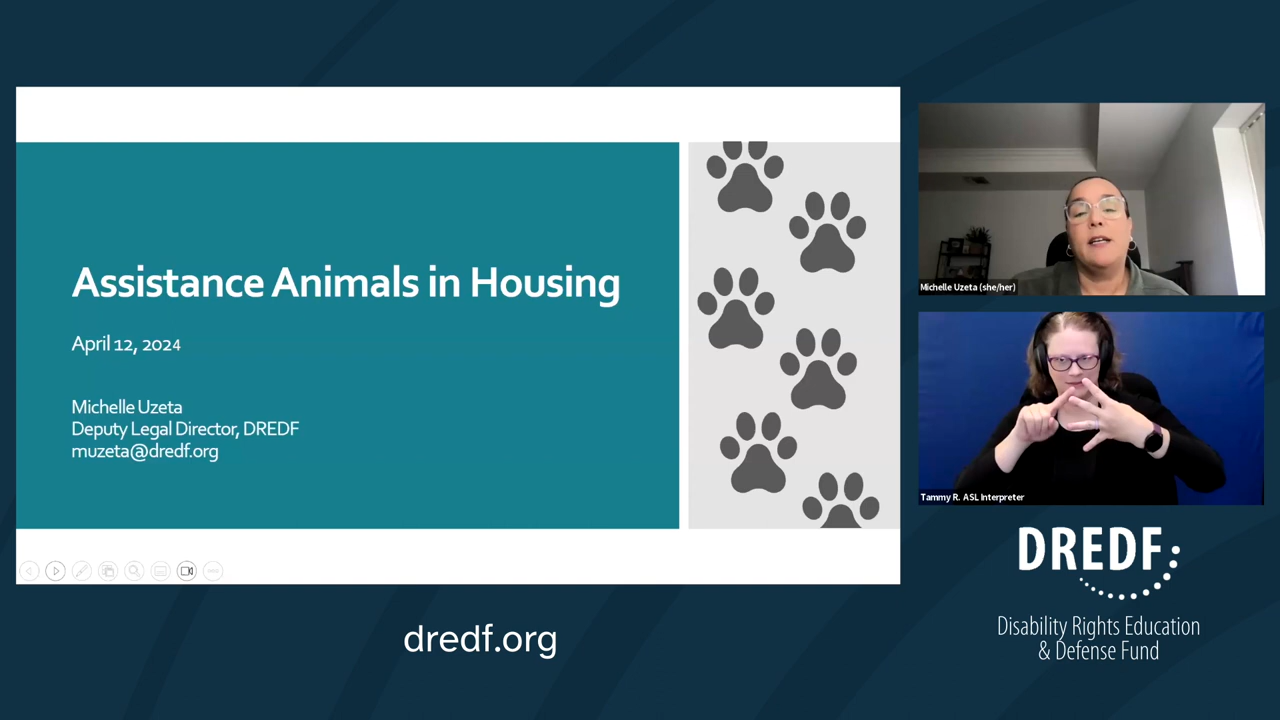 Assistance Animals in Housing
April 12, 2024
Michelle Uzeta
Deputy Legal Director, DREDF
muzeta@dredf.org
Michelle Uzeta (she/her)
Tammy R. ASL Interpreter
DREDF
Disability Rights Education
& Defense Fund
dredf.org